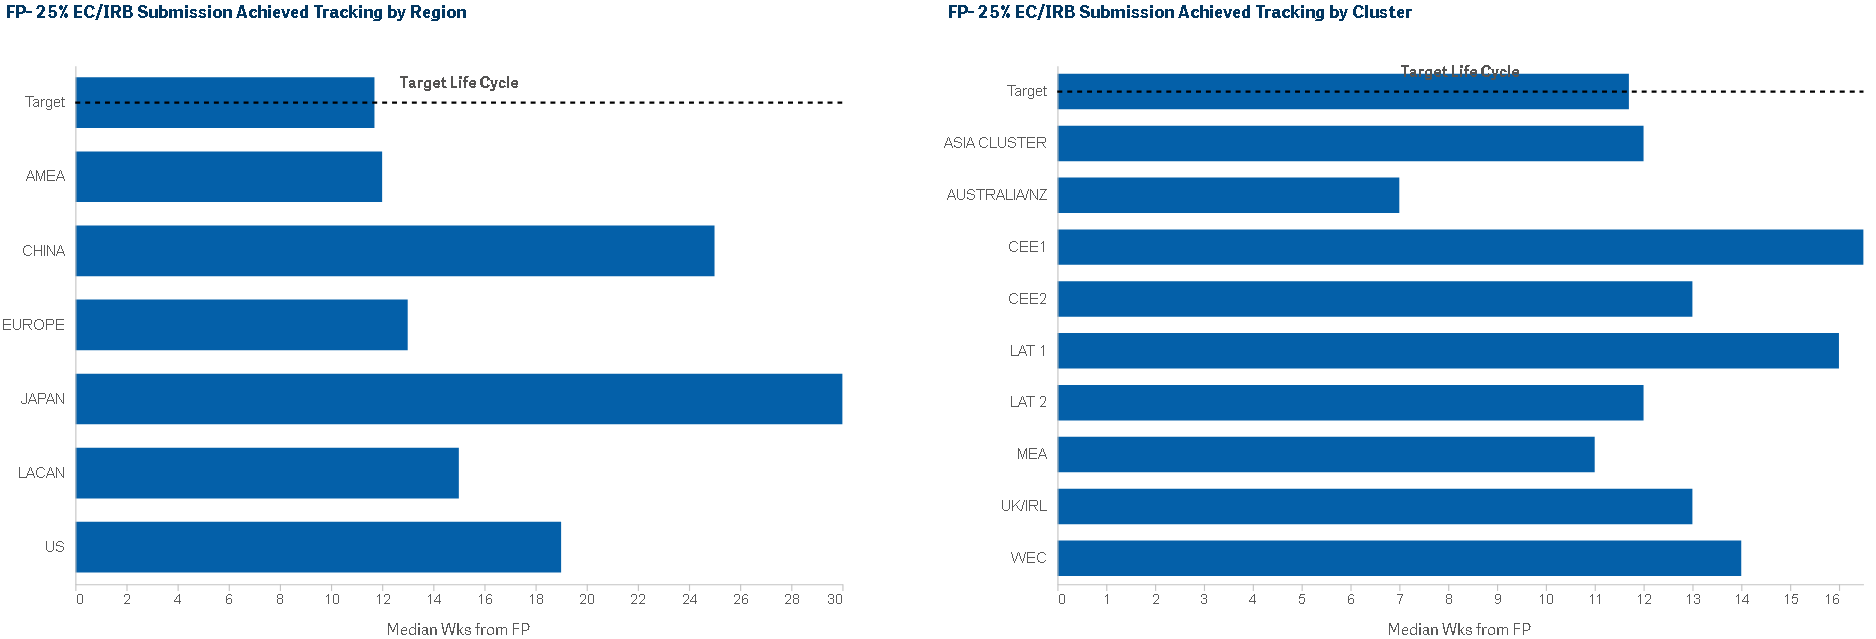 FP- 25% EC/IRB Submission Achieved Tracking by Region
Target Life Cycle
Target
AMEA
CHINA
EUROPE
JAPAN
LACAN
US
0 2 4 6 8 10 12 14 16 18 20 22 24 26 28 30
Median Wks from FP
FP- 25% EC/IRB Submission Achieved Tracking by Cluster
Target Life Cycle
Target
ASIA CLUSTER
AUSTRALIA/NZ
CEE1
CEE2
LAT 1
LAT 2
MEA
UK/IRL
WEC
0 1 2 3 4 5 6 7 8 9 10 11 12 13 14 15 16
Median Wks from FP